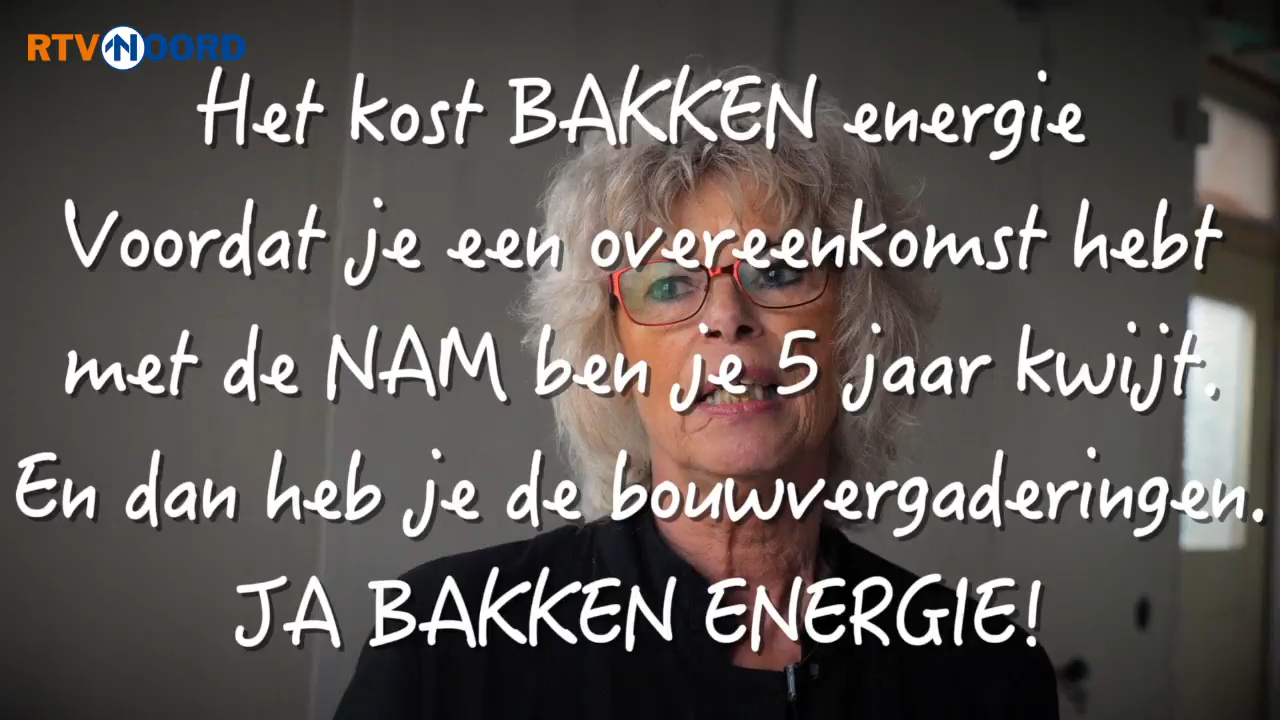 RTV NOORD
Het kost BAKKEN energie
Voordat je een overeenkomst hebt
met de NAM ben je 5 jaar kwijt.
En dan heb je de bouwvergaderingen.
JA BAKKEN ENERGIE!